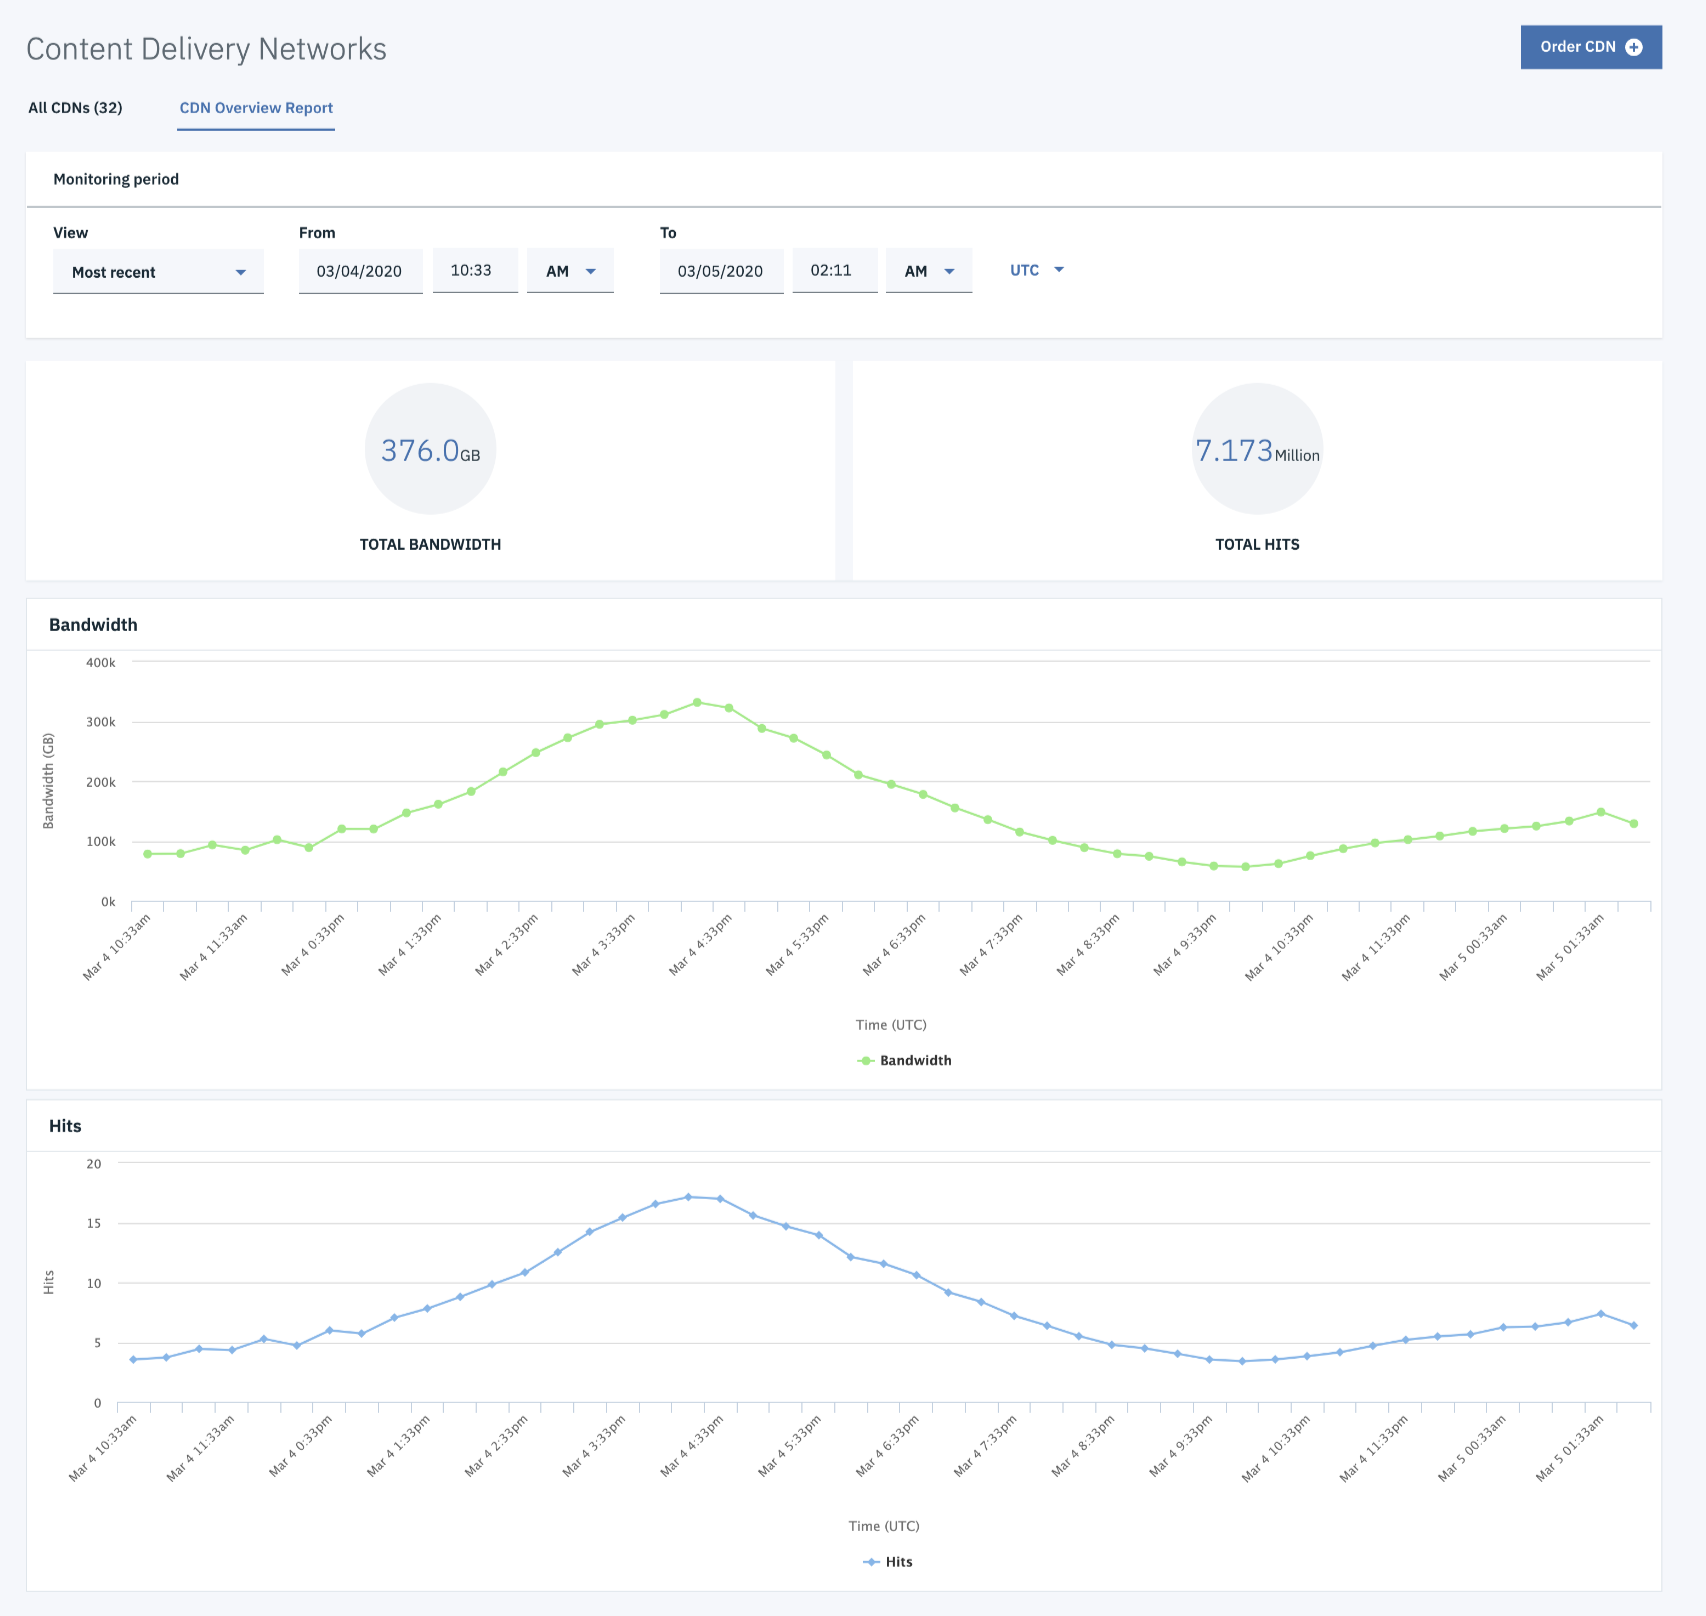 Content Delivery Networks
Order CDN
All CDNs (32)
CDN Overview Report
Monitoring period
View
From
To
Most recent
03/04/2020
10:33
AM
03/05/2020
02:11
AM
UTC
376.0GB
TOTAL BANDWIDTH
7.173Million
TOTAL HITS
Bandwidth
Bandwidth (GB)
400k
300k
200k
100k
0k
Mar 4 10:33am
Mar 4 11:33am
Mar 4 0:33pm
Mar 4 1:33pm
Mar 4 2:33pm
Mar 4 3:33pm
Mar 4 4:33pm
Mar 4 5:33pm
Mar 4 6:33pm
Mar 4 7:33pm
Mar 4 8:33pm
Mar 4 9:33pm
Mar 4 10:33pm
Mar 4 11:33pm
Mar 5 00:33am
Mar 5 01:33am
Time (UTC)
Bandwidth
Hits
Hits
20
15
10
5
0
Mar 4 10:33am
Mar 4 11:33am
Mar 4 0:33pm
Mar 4 1:33pm
Mar 4 2:33pm
Mar 4 3:33pm
Mar 4 4:33pm
Mar 4 5:33pm
Mar 4 6:33pm
Mar 4 7:33pm
Mar 4 8:33pm
Mar 4 9:33pm
Mar 4 10:33pm
Mar 4 11:33pm
Mar 5 00:33am
Mar 5 01:33am
Time (UTC)
Hits